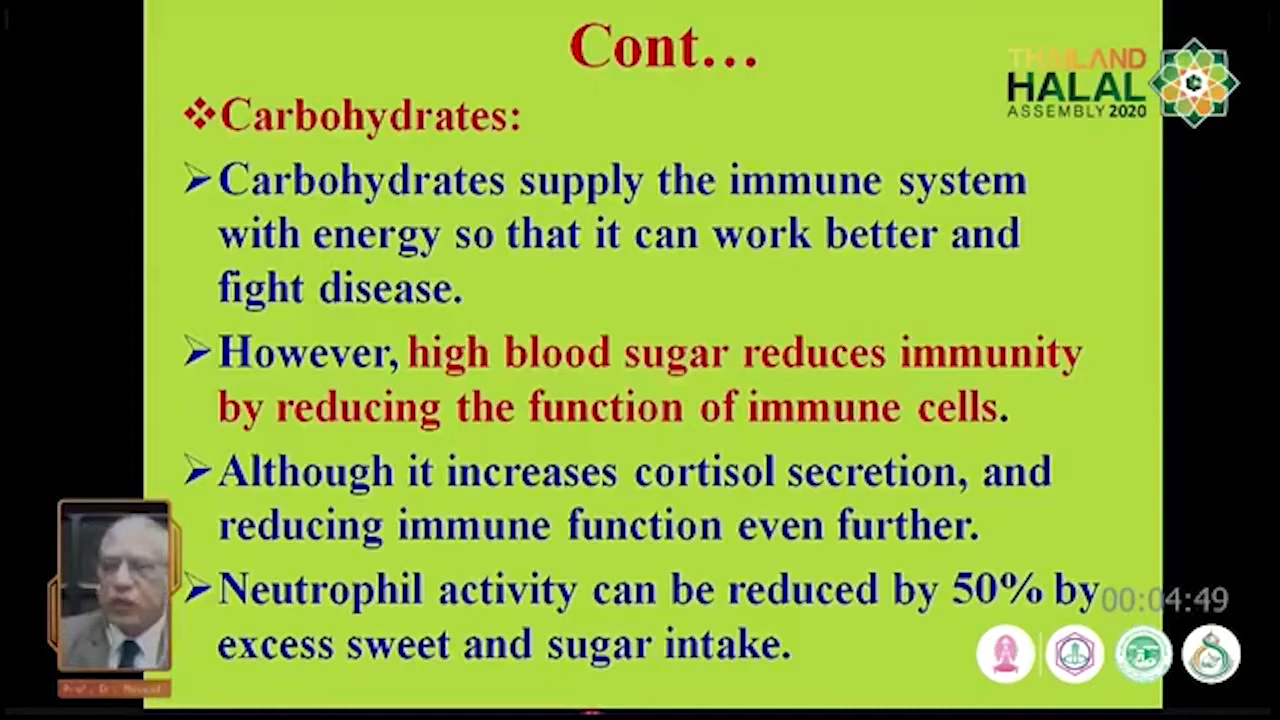 Cont…
THAILAND
HALAL
ASSEMBLY 2020
❖Carbohydrates:
➢Carbohydrates supply the immune system
with energy so that it can work better and
fight disease.
➢However, high blood sugar reduces immunity
by reducing the function of immune cells.
➢Although it increases cortisol secretion, and
reducing immune function even further.
➢Neutrophil activity can be reduced by 50% by
excess sweet and sugar intake.
00:04:49
Prof. Dr.